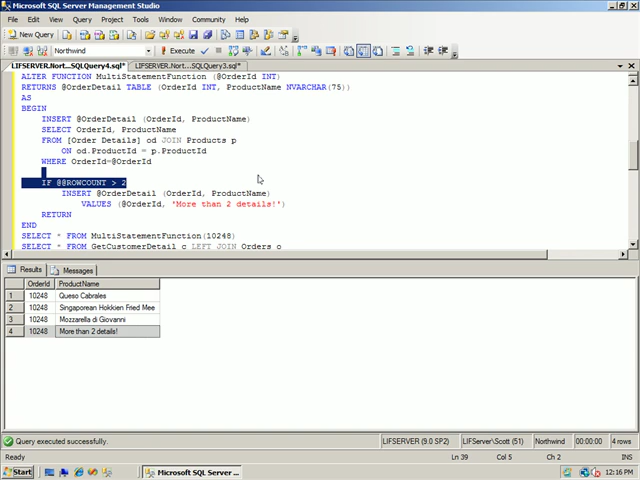 Microsoft SQL Server Management Studio
File Edit View Query Project Tools Window Community Help
New Query
Northwind Execute
LIFSERVER.Nort...SQLQuery4.sql* LIFSERVER.Nort...SQLQuery3.sql*
ALTER FUNCTION MultiStatementFunction (@OrderId INT)
RETURNS @OrderDetail TABLE (OrderId INT, ProductName NVARCHAR(75))
AS
BEGIN
INSERT @OrderDetail (OrderId, ProductName)
SELECT OrderId, ProductName
FROM [Order Details] od JOIN Products p
ON od.ProductId = p.ProductId
WHERE OrderId=@OrderId
IF @@ROWCOUNT > 2
INSERT @OrderDetail (OrderId, ProductName)
VALUES (@OrderId, 'More than 2 details!')
RETURN
END
SELECT * FROM MultiStatementFunction(10248)
SELECT * FROM GetCustomerDetail c LEFT JOIN Orders o
Results Messages
OrderId ProductName
1 10248 Queso Cabrales
2 10248 Singaporean Hokkien Fried Mee
3 10248 Mozzarella di Giovanni
4 10248 More than 2 details!
Query executed successfully. LIFSERVER (9.0 SP2) LIFServer\Scott (51) Northwind 00:00:00 4 rows
Ready Ln 39 Col 5 Ch 2 INS
Start Microsoft SQL Server ... 12:16 PM